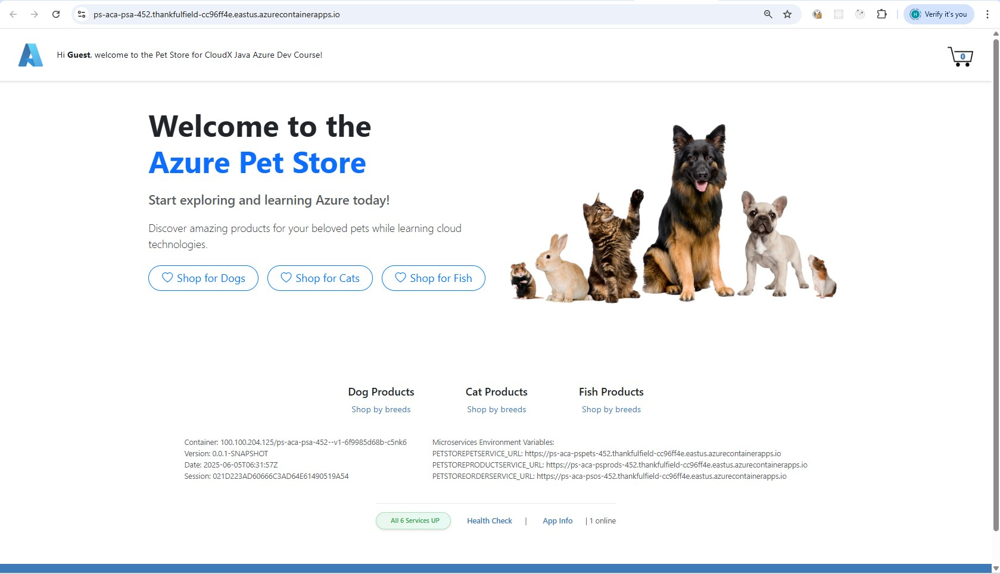 ps-aca-psa-452.thankfulfield-cc96ff4e.eastus.azurecontainerapps.io
H
Verify it's you
Hi Guest, welcome to the Pet Store for CloudX Java Azure Dev Course!
0
Welcome to the
Azure Pet Store
Start exploring and learning Azure today!
Discover amazing products for your beloved pets while learning cloud
technologies.
Shop for Dogs
Shop for Cats
Shop for Fish
Dog Products
Cat Products
Fish Products
Shop by breeds
Shop by breeds
Shop by breeds
Container: 100.100.204.125/ps-aca-psa-452--v1-6f9985d68b-c5nk6
Version: 0.0.1-SNAPSHOT
Date: 2025-06-05T06:31:57Z
Session: 021D223AD60666C3AD64E61490519A54
Microservices Environment Variables:
PETSTOREPETSERVICE_URL: https://ps-aca-pspets-452.thankfulfield-cc96ff4e.eastus.azurecontainerapps.io
PETSTOREPRODUCTSERVICE_URL: https://ps-aca-psprods-452.thankfulfield-cc96ff4e.eastus.azurecontainerapps.io
PETSTOREORDERSERVICE_URL: https://ps-aca-psos-452.thankfulfield-cc96ff4e.eastus.azurecontainerapps.io
All 6 Services UP
Health Check | App Info | 1 online